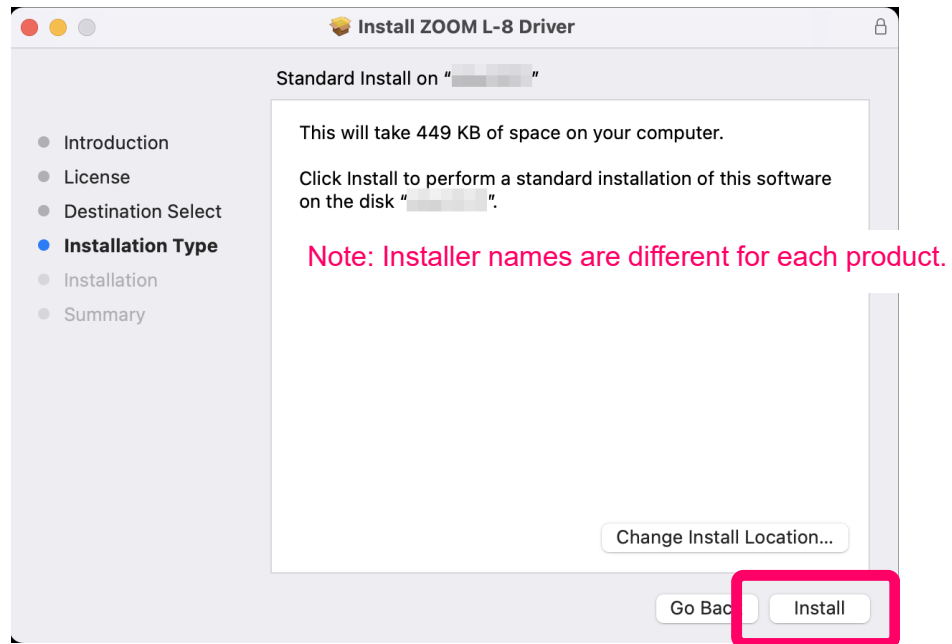 Install ZOOM L-8 Driver
Standard Install on “ ”
Introduction
License
Destination Select
Installation Type
Installation
Summary
This will take 449 KB of space on your computer.
Click Install to perform a standard installation of this software
on the disk “ ”.
Note: Installer names are different for each product.
Change Install Location...
Go Back
Install